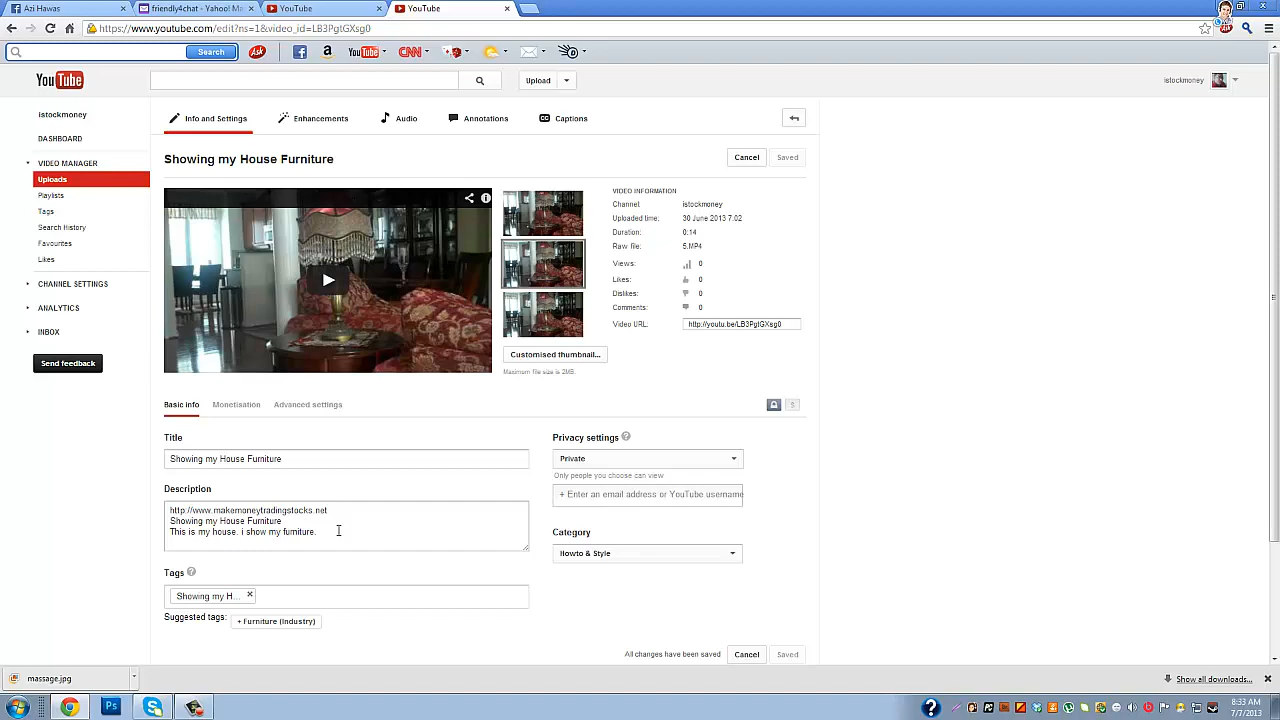 Azi Hawas
friendly4chat - Yahoo! Ma
YouTube
YouTube
https://www.youtube.com/edit?ns=1&video_id=LB3PgtGXsg0
Search
Ask
YouTube
CNN
Ask
YouTube
Upload
istockmoney
istockmoney
DASHBOARD
VIDEO MANAGER
Uploads
Playlists
Tags
Search History
Favourites
Likes
CHANNEL SETTINGS
ANALYTICS
INBOX
Send feedback
Info and Settings
Enhancements
Audio
Annotations
Captions
Showing my House Furniture
Cancel
Saved
VIDEO INFORMATION
Channel istockmoney
Uploaded time: 30 June 2013 7.02
Duration: 0:14
Raw file: 5.MP4
Views: 0
Likes: 0
Dislikes: 0
Comments: 0
Video URL: http://youtu.be/LB3PgtGXsg0
Customised thumbnail...
Maximum file size is 2MB.
Basic info
Monetisation
Advanced settings
$
Title
Showing my House Furniture
Description
http://www.makemoneytradingstocks.net
Showing my House Furniture
This is my house. i show my furniture.
Tags ?
Showing my H... ×
Suggested tags: + Furniture (Industry)
Privacy settings ?
Private
Only people you choose can view
+ Enter an email address or YouTube username
Category
Howto & Style
All changes have been saved
Cancel
Saved
massage.jpg
Show all downloads...
Ps
8:33 AM
7/7/2013